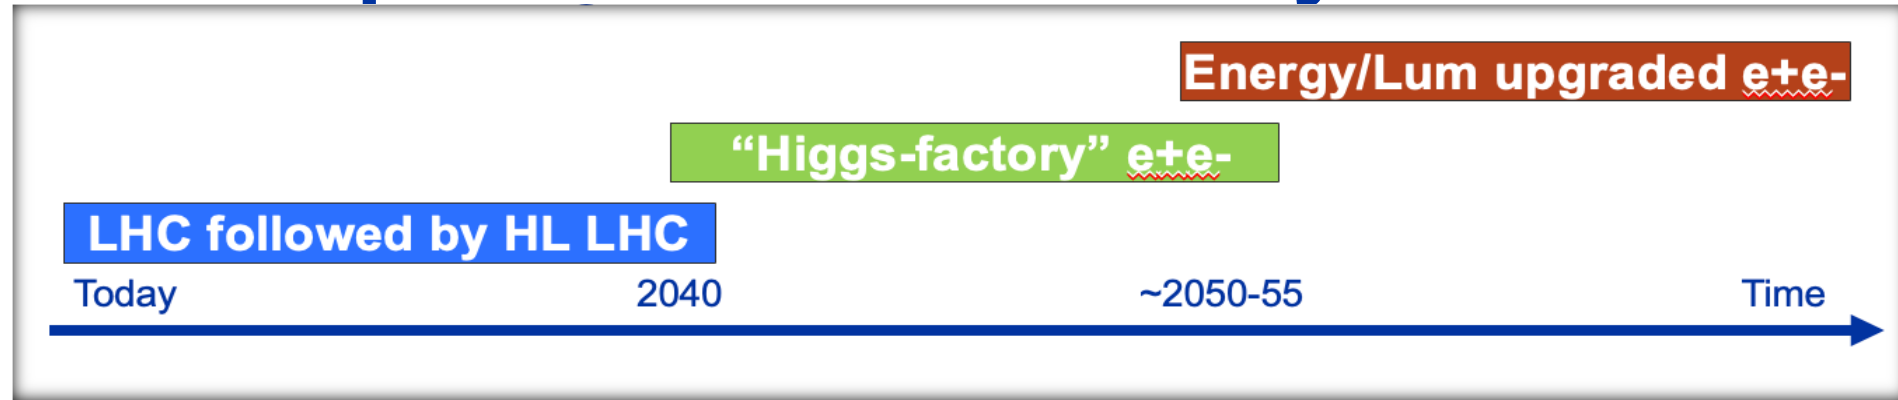 Energy/Lum upgraded e+e-
“Higgs-factory” e+e-
LHC followed by HL LHC
Today 2040 ~2050-55 Time